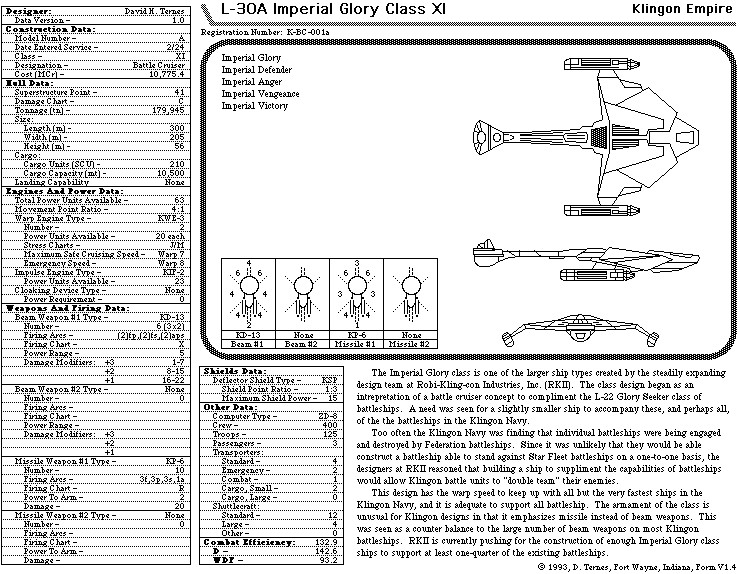 L-30A Imperial Glory Class XI
Klingon Empire
Registration Number: K-BC-001a
Designer: David H. Ternes
Data Version - 1.0
Construction Data:
Model Number - A
Date Entered Service - 2/24
Class - XI
Designation - Battle Cruiser
Cost (MCr) - 10,775.4
Hull Data:
Superstructure Point - 41
Damage Chart - C
Tonnage (tn) - 179,945
Size:
Length (m) - 300
Width (m) - 205
Height (m) - 56
Cargo:
Cargo Units (SCU) - 210
Cargo Capacity (mt) - 10,500
Landing Capability None
Engines And Power Data:
Total Power Units Available - 63
Movement Point Ratio - 4:1
Warp Engine Type - KWE-3
Number - 2
Power Units Available - 20 each
Stress Charts - J/M
Maximum Safe Cruising Speed - Warp 7
Emergency Speed - Warp 8
Impulse Engine Type - KIF-2
Power Units Available - 23
Cloaking Device Type - None
Power Requirement - 0
Weapons And Firing Data:
Beam Weapon #1 Type - KD-13
Number - 6 (3x2)
Firing Arcs - (2)fp,(2)fs,(2)aps
Firing Chart - X
Power Range - 5
Damage Modifiers: +3 1-7
+2 8-15
+1 16-22
Beam Weapon #2 Type - None
Number - 0
Firing Arcs -
Firing Chart -
Power Range -
Damage Modifiers: +3
+2
+1
Missile Weapon #1 Type - KP-6
Number - 10
Firing Arcs - 3f,3p,3s,1a
Firing Chart - R
Power To Arm - 2
Damage - 20
Missile Weapon #2 Type - None
Number - 0
Firing Arcs -
Firing Chart -
Power To Arm -
Damage -
Imperial Glory
Imperial Defender
Imperial Anger
Imperial Vengeance
Imperial Victory
4 3
6 6 6 6
4 4 3 3
2 1
KD-13 None KP-6 None
Beam #1 Beam #2 Missile #1 Missile #2
Shields Data:
Deflector Shield Type - KSP
Shield Point Ratio - 1:3
Maximum Shield Power - 15
Other Data:
Computer Type - ZD-8
Crew - 400
Troops - 125
Passengers - 3
Transporters:
Standard - 4
Emergency - 2
Combat - 1
Cargo, Small - 2
Cargo, Large - 0
Shuttlecraft:
Standard - 12
Large - 4
Other - 0
Combat Efficiency: 132.9
D - 142.6
WDF - 93.2
The Imperial Glory class is one of the larger ship types created by the steadily expanding
design team at Robi-Kling-con Industries, Inc. (RKII). The class design began as an
intrepretation of a battle cruiser concept to compliment the L-22 Glory Seeker class of
battleships. A need was seen for a slightly smaller ship to accompany these, and perhaps all,
of the the battleships in the Klingon Navy.
Too often the Klingon Navy was finding that individual battleships were being engaged
and destroyed by Federation battleships. Since it was unlikely that they would be able
construct a battleship able to stand against Star Fleet battleships on a one-to-one basis, the
designers at RKII reasoned that building a ship to suppliment the capabilities of battleships
would allow Klingon battle units to "double team" their enemies.
This design has the warp speed to keep up with all but the very fastest ships in the
Klingon Navy, and it is adequate to support all battleship. The armament of the class is
unusual for Klingon designs in that it emphasizes missile instead of beam weapons. This
was seen as a counter balance to the large number of beam weapons on most Klingon
battleships. RKII is currently pushing for the construction of enough Imperial Glory class
ships to support at least one-quarter of the existing battleships.
© 1993, D. Ternes, Fort Wayne, Indiana, Form V1.4